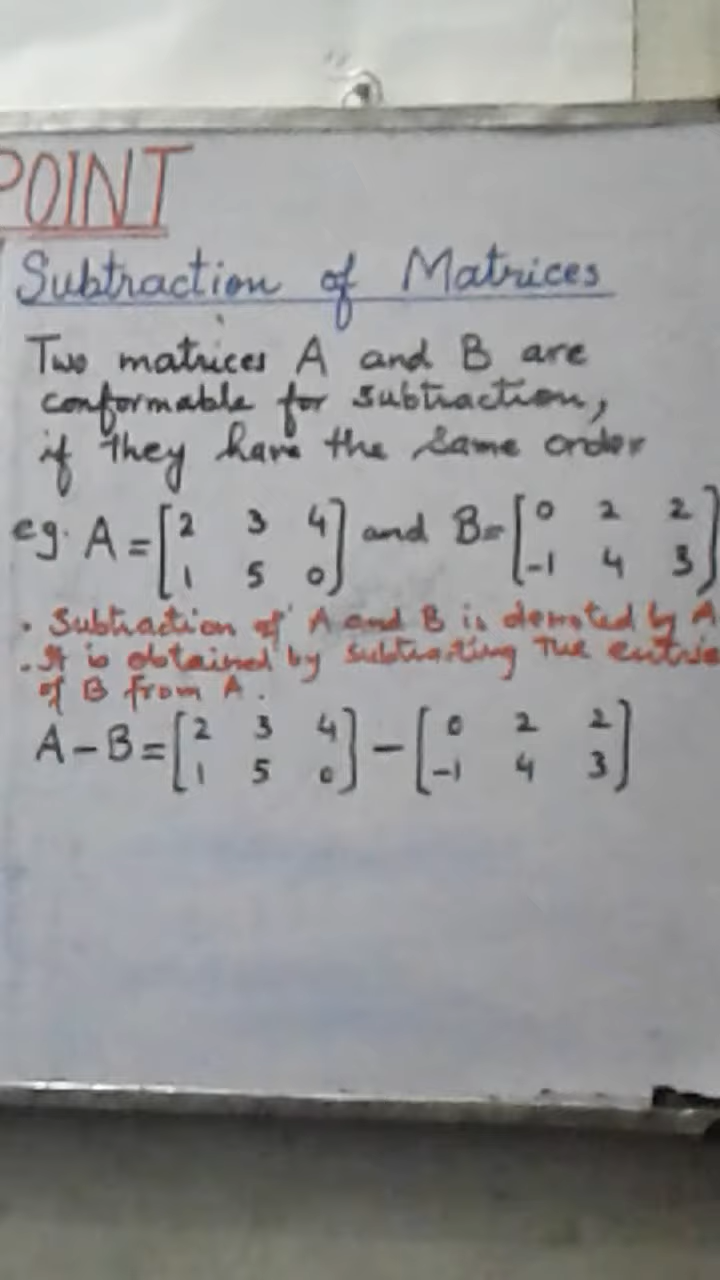 POINT
Subtraction of Matrices
Two matrices A and B are
conformable for subtraction,
if they have the same order
eg. A = [2 3 4] and B = [0 2 2]
[1 5 0] [-1 4 3]
. Subtraction of A and B is denoted by A
. It is obtained by subtracting The entrie
of B from A .
A - B = [2 3 4] - [0 2 2]
[1 5 0] [-1 4 3]